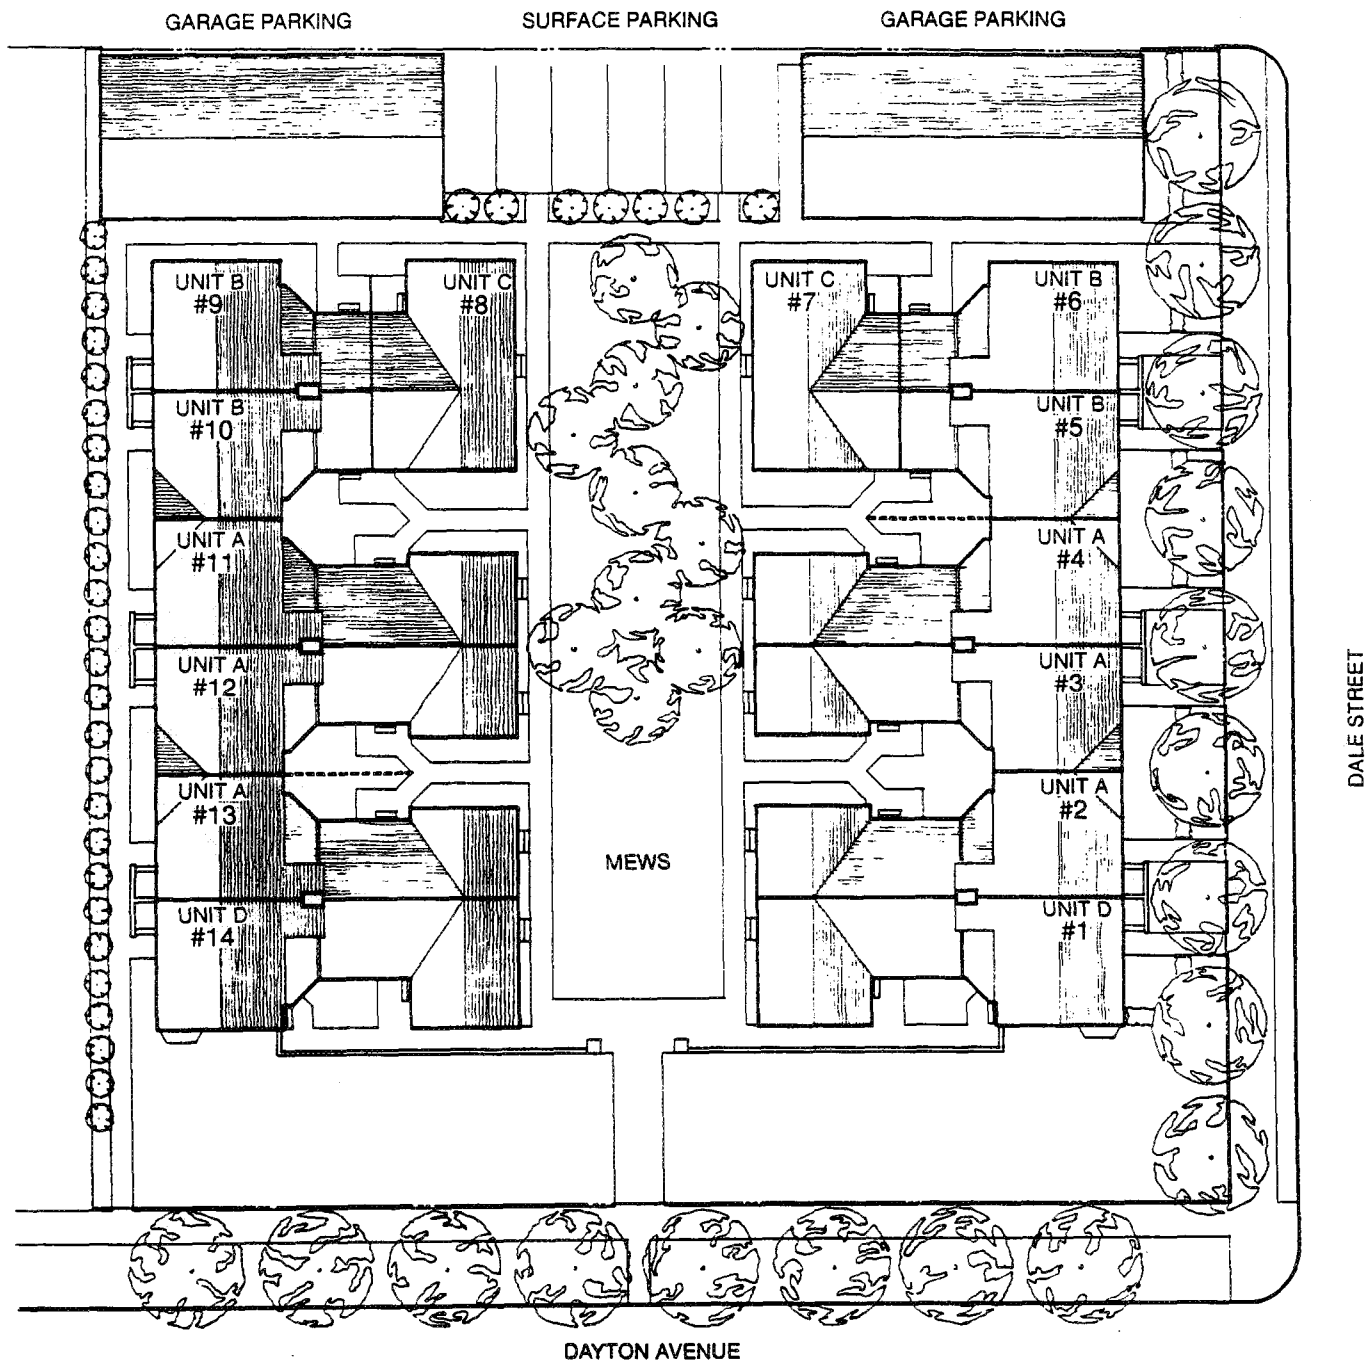 GARAGE PARKING
SURFACE PARKING
GARAGE PARKING
UNIT B
#9
UNIT C
#8
UNIT C
#7
UNIT B
#6
UNIT B
#10
UNIT B
#5
UNIT A
#11
UNIT A
#4
UNIT A
#12
UNIT A
#3
UNIT A
#13
UNIT A
#2
MEWS
UNIT D
#14
UNIT D
#1
DALE STREET
DAYTON AVENUE